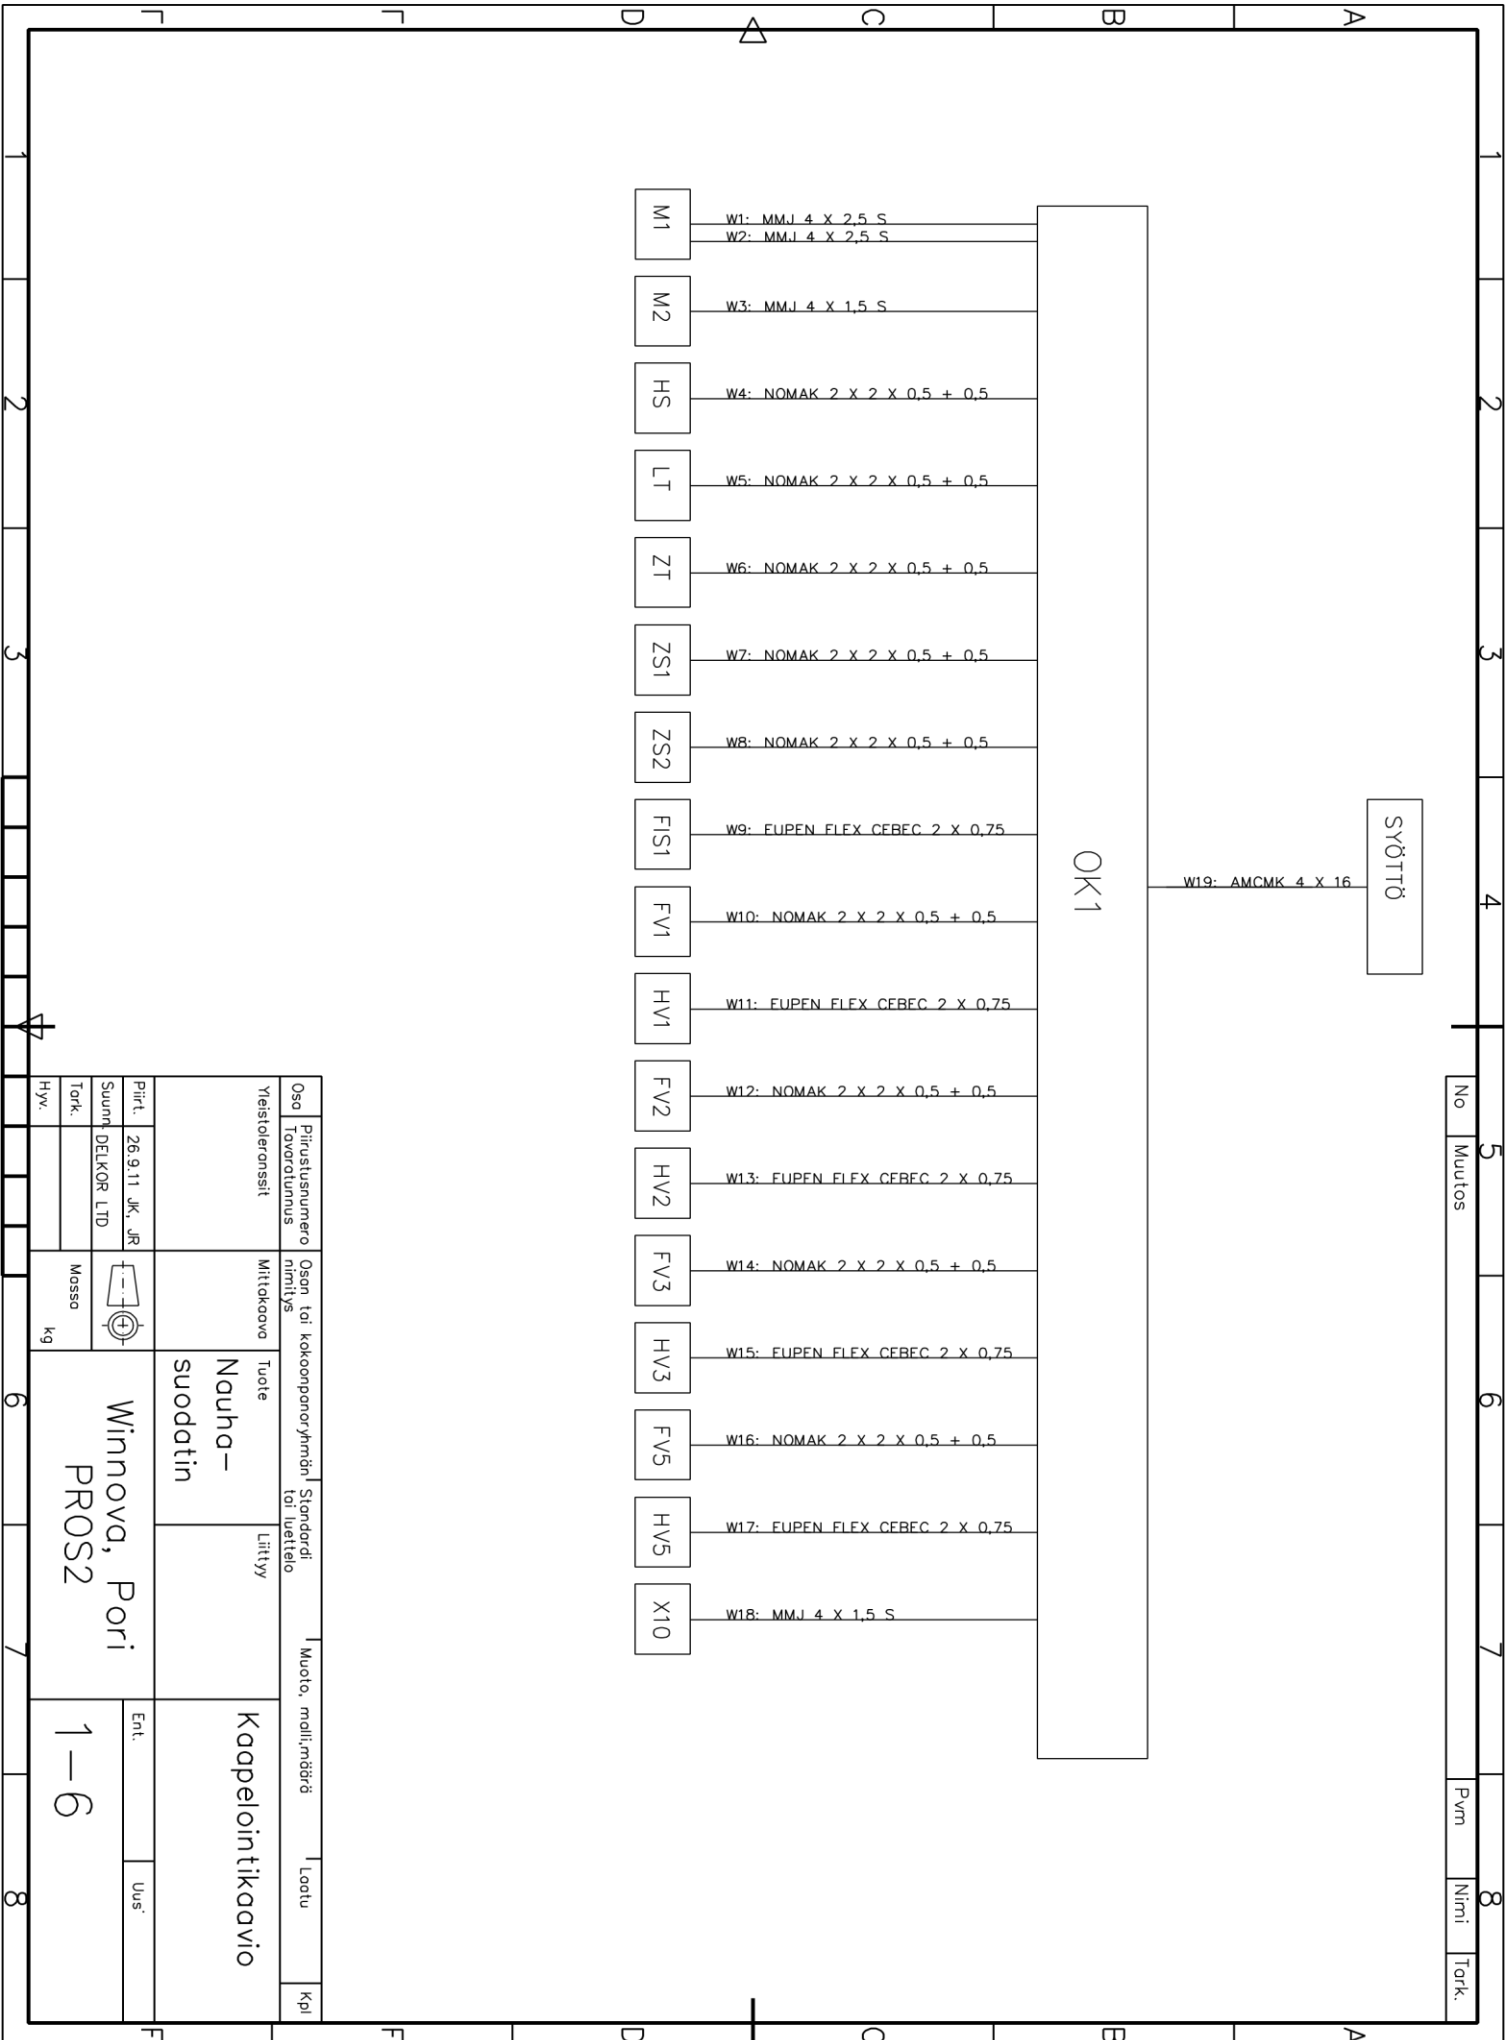 1
2
3
4
5
6
7
8
A
B
C
D
No
Muutos
Pvm
Nimi
Tark.
SYÖTTÖ
W19: AMCMK 4 X 16
OK1
W1: MMJ 4 X 2,5 S
W2: MMJ 4 X 2,5 S
M1
W3: MMJ 4 X 1,5 S
M2
W4: NOMAK 2 X 2 X 0,5 + 0,5
HS
W5: NOMAK 2 X 2 X 0,5 + 0,5
LT
W6: NOMAK 2 X 2 X 0,5 + 0,5
ZT
W7: NOMAK 2 X 2 X 0,5 + 0,5
ZS1
W8: NOMAK 2 X 2 X 0,5 + 0,5
ZS2
W9: EUPEN FLEX CEBEC 2 X 0,75
FIS1
W10: NOMAK 2 X 2 X 0,5 + 0,5
FV1
W11: EUPEN FLEX CEBEC 2 X 0,75
HV1
W12: NOMAK 2 X 2 X 0,5 + 0,5
FV2
W13: EUPEN FLEX CEBEC 2 X 0,75
HV2
W14: NOMAK 2 X 2 X 0,5 + 0,5
FV3
W15: EUPEN FLEX CEBEC 2 X 0,75
HV3
W16: NOMAK 2 X 2 X 0,5 + 0,5
FV5
W17: EUPEN FLEX CEBEC 2 X 0,75
HV5
W18: MMJ 4 X 1,5 S
X10
Osa
Piirustusnumero
Tavaratunnus
Osan tai kokoonpanoryhmän
nimitys
Standardi
tai luettelo
Muoto, malli,määrä
Laatu
Kpl
Yleistoleranssit
Mittakaava
Tuote
Nauha-
suodatin
Liittyy
Kaapelointikaavio
Piirt.
26.9.11 JK, JR
Suunn.
DELKOR LTD
Tark.
Hyv.
Massa
kg
Winnova, Pori
PROS2
Ent.
Uus.
1-6
1
2
3
6
7
8
A
B
C
D